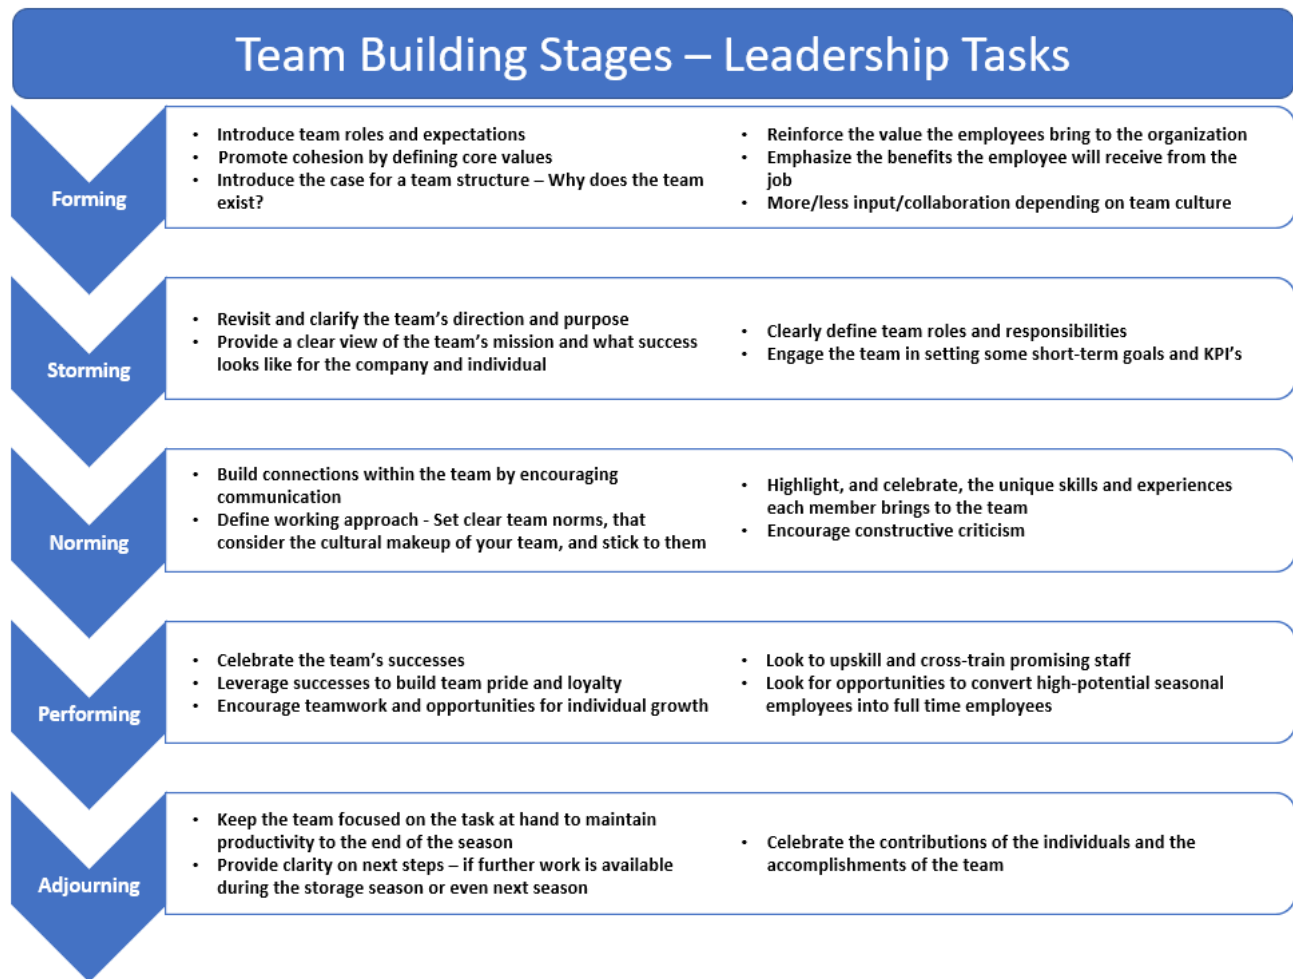 Team Building Stages – Leadership Tasks
Forming
• Introduce team roles and expectations
• Promote cohesion by defining core values
• Introduce the case for a team structure – Why does the team
exist?
• Reinforce the value the employees bring to the organization
• Emphasize the benefits the employee will receive from the
job
• More/less input/collaboration depending on team culture
Storming
• Revisit and clarify the team’s direction and purpose
• Provide a clear view of the team’s mission and what success
looks like for the company and individual
• Clearly define team roles and responsibilities
• Engage the team in setting some short-term goals and KPI’s
Norming
• Build connections within the team by encouraging
communication
• Define working approach - Set clear team norms, that
consider the cultural makeup of your team, and stick to them
• Highlight, and celebrate, the unique skills and experiences
each member brings to the team
• Encourage constructive criticism
Performing
• Celebrate the team’s successes
• Leverage successes to build team pride and loyalty
• Encourage teamwork and opportunities for individual growth
• Look to upskill and cross-train promising staff
• Look for opportunities to convert high-potential seasonal
employees into full time employees
Adjourning
• Keep the team focused on the task at hand to maintain
productivity to the end of the season
• Provide clarity on next steps – if further work is available
during the storage season or even next season
• Celebrate the contributions of the individuals and the
accomplishments of the team